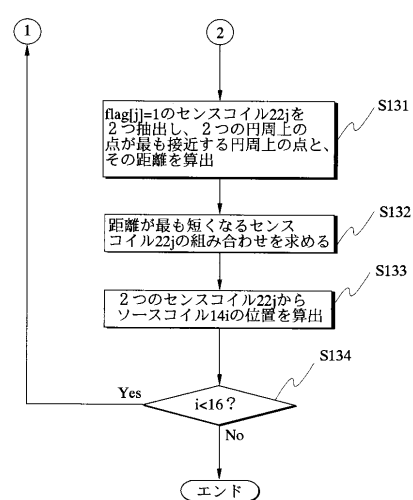 1
2
flag[j]=1のセンスコイル22jを
2つ抽出し、2つの円周上の
点が最も接近する円周上の点と、
その距離を算出
S131
距離が最も短くなるセンス
コイル22jの組み合わせを求める
S132
2つのセンスコイル22jから
ソースコイル14iの位置を算出
S133
i<16?
S134
Yes
No
エンド